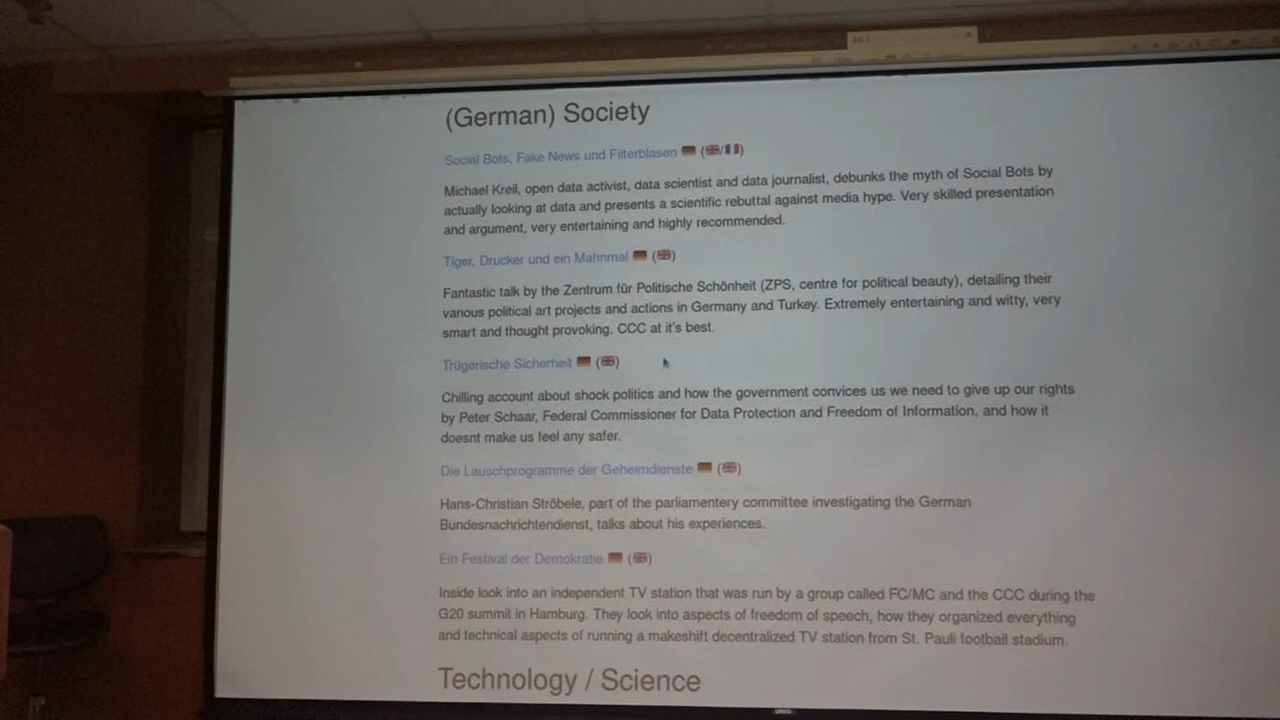 (German) Society
Social Bots, Fake News und Filterblasen 🇩🇪 (🇬🇧/🇫🇷)
Michael Kreil, open data activist, data scientist and data journalist, debunks the myth of Social Bots by
actually looking at data and presents a scientific rebuttal against media hype. Very skilled presentation
and argument, very entertaining and highly recommended.
Tiger, Drucker und ein Mahnmal 🇩🇪 (🇬🇧)
Fantastic talk by the Zentrum für Politische Schönheit (ZPS, centre for political beauty), detailing their
various political art projects and actions in Germany and Turkey. Extremely entertaining and witty, very
smart and thought provoking. CCC at it's best.
Trügerische Sicherheit 🇩🇪 (🇬🇧)
Chilling account about shock politics and how the government convices us we need to give up our rights
by Peter Schaar, Federal Commissioner for Data Protection and Freedom of Information, and how it
doesnt make us feel any safer.
Die Lauschprogramme der Geheimdienste 🇩🇪 (🇬🇧)
Hans-Christian Ströbele, part of the parliamentery committee investigating the German
Bundesnachrichtendienst, talks about his experiences.
Ein Festival der Demokratie 🇩🇪 (🇬🇧)
Inside look into an independent TV station that was run by a group called FC/MC and the CCC during the
G20 summit in Hamburg. They look into aspects of freedom of speech, how they organized everything
and technical aspects of running a makeshift decentralized TV station from St. Pauli football stadium.
Technology / Science